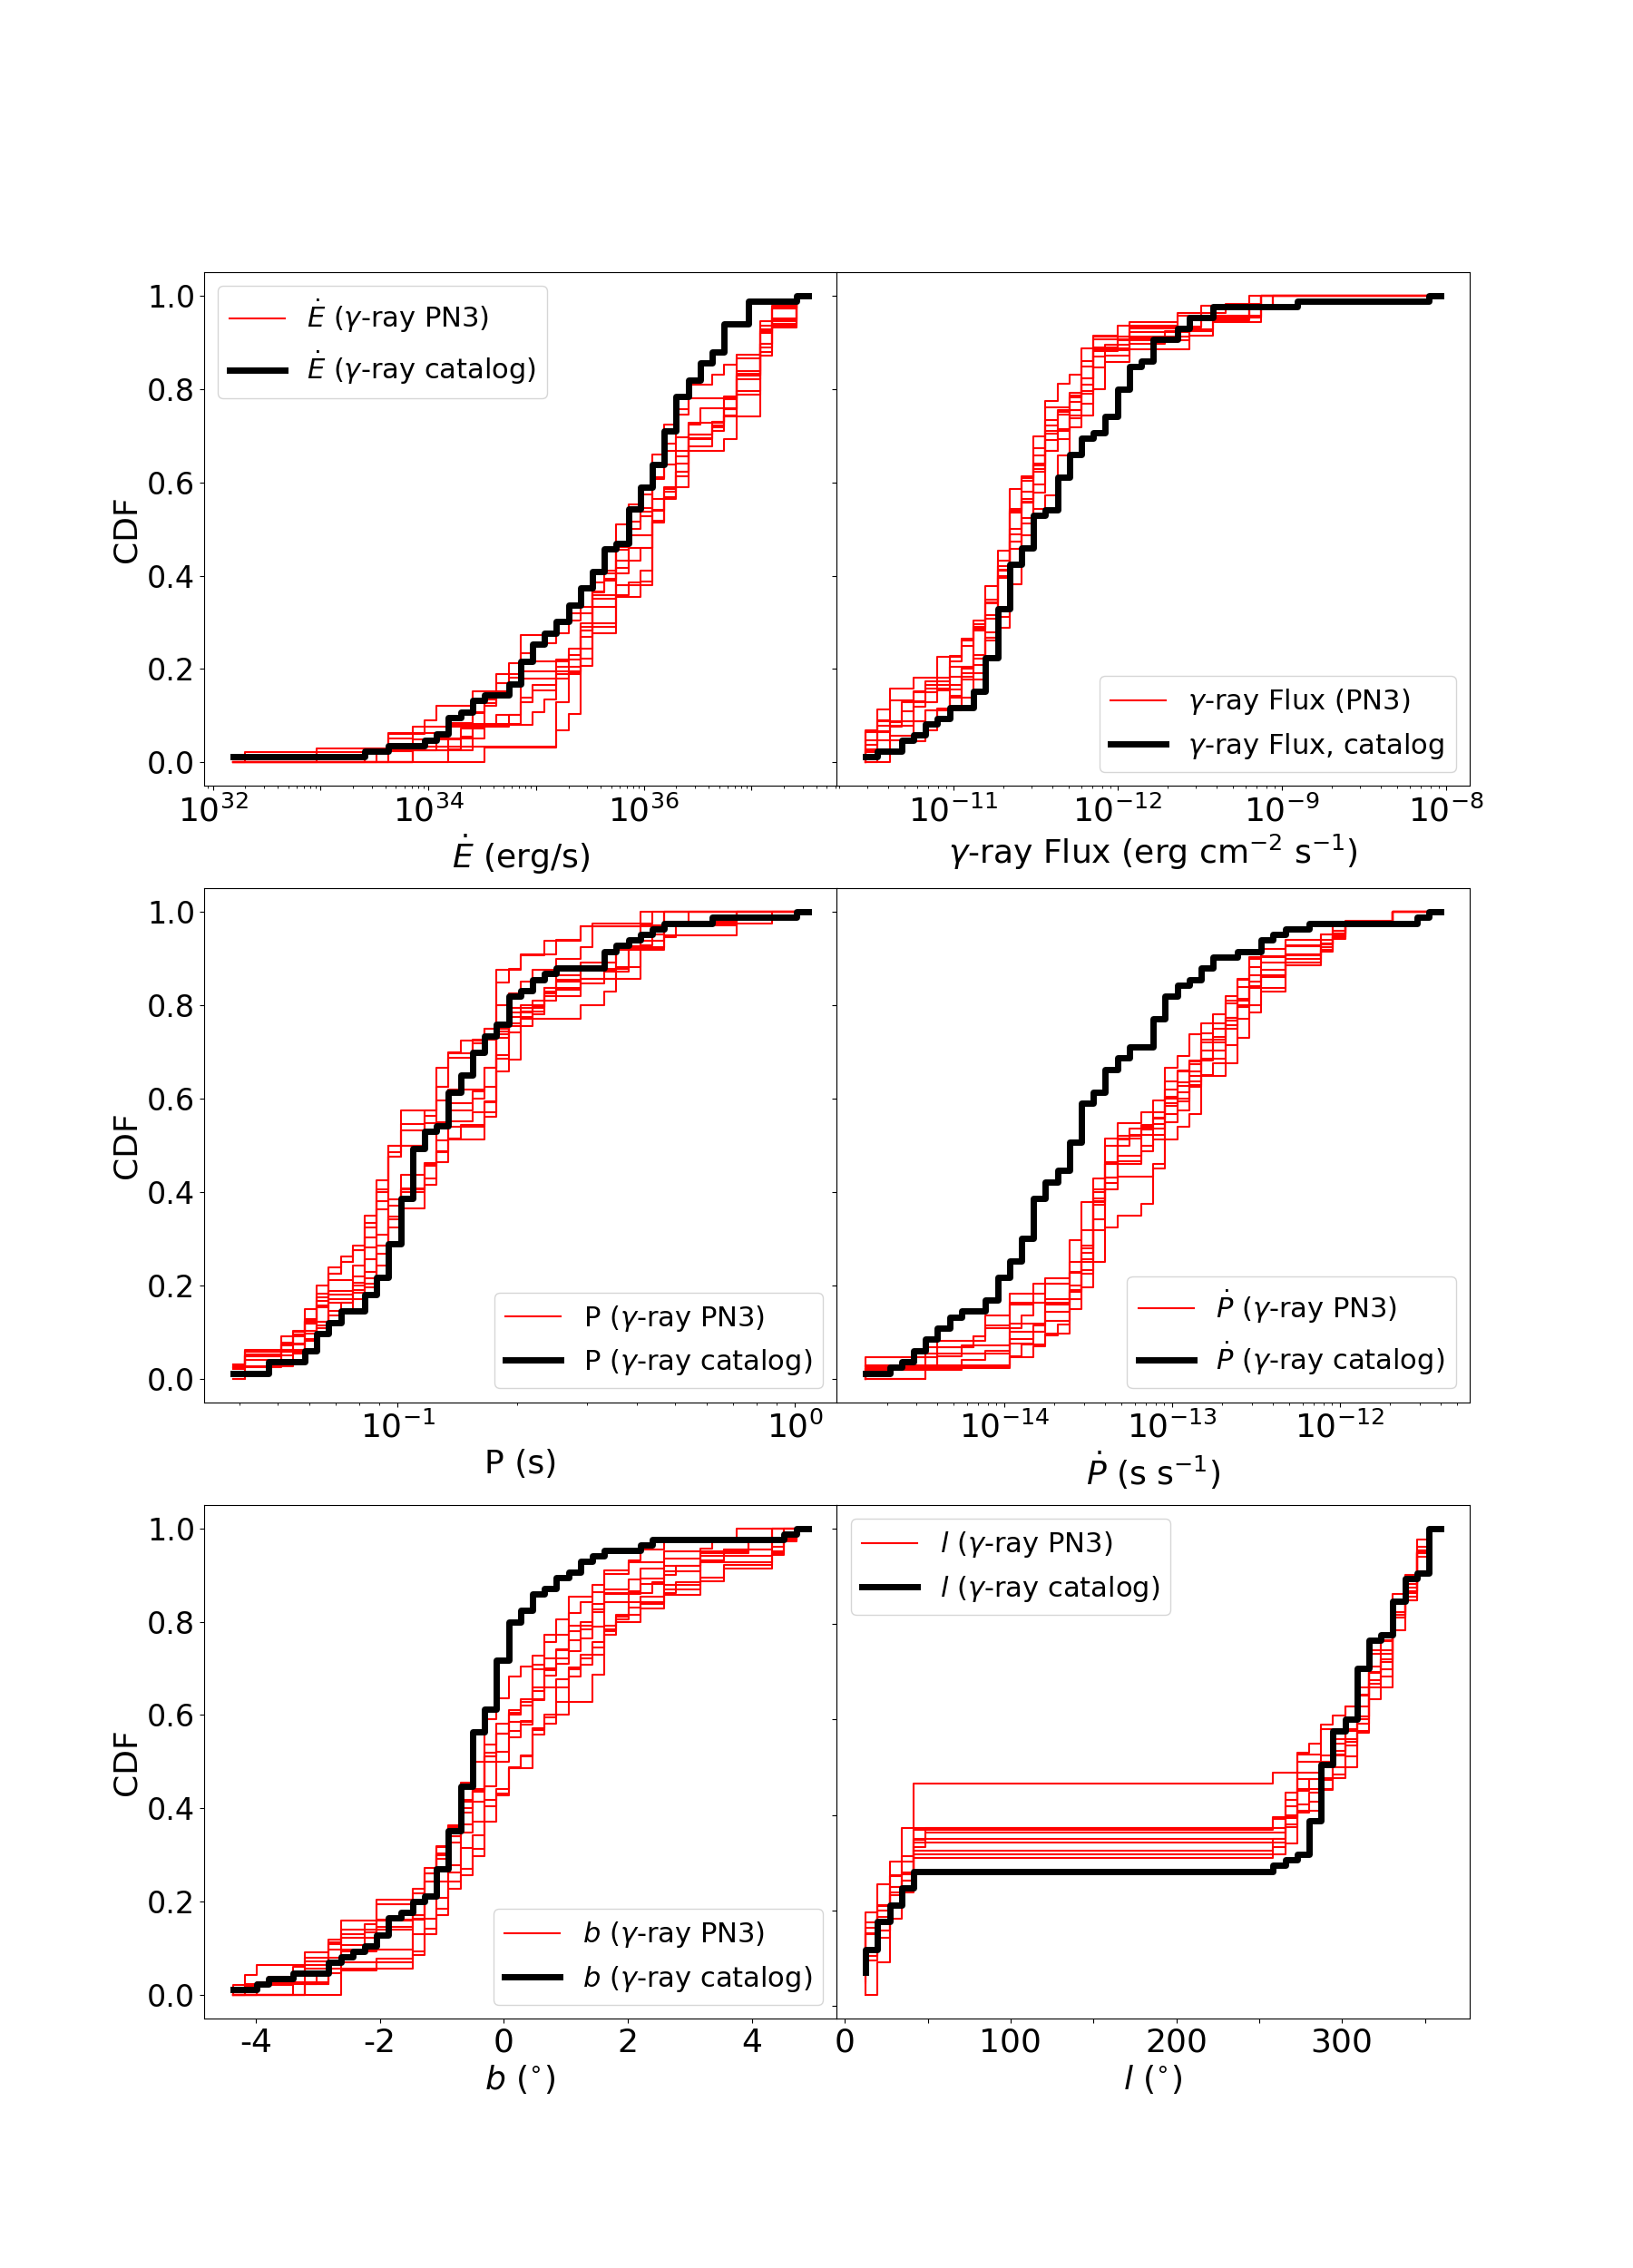 1.0
0.8
0.6
0.4
0.2
0.0
CDF
Ė (γ-ray PN3)
Ė (γ-ray catalog)
10^32 10^34 10^36
Ė (erg/s)
γ-ray Flux (PN3)
γ-ray Flux, catalog
10^−11 10^−12 10^−9 10^−8
γ-ray Flux (erg cm^−2 s^−1)
1.0
0.8
0.6
0.4
0.2
0.0
CDF
P (γ-ray PN3)
P (γ-ray catalog)
10^−1 10^0
P (s)
Ṗ (γ-ray PN3)
Ṗ (γ-ray catalog)
10^−14 10^−13 10^−12
Ṗ (s s^−1)
1.0
0.8
0.6
0.4
0.2
0.0
CDF
b (γ-ray PN3)
b (γ-ray catalog)
-4 -2 0 2 4
b (°)
l (γ-ray PN3)
l (γ-ray catalog)
0 100 200 300
l (°)